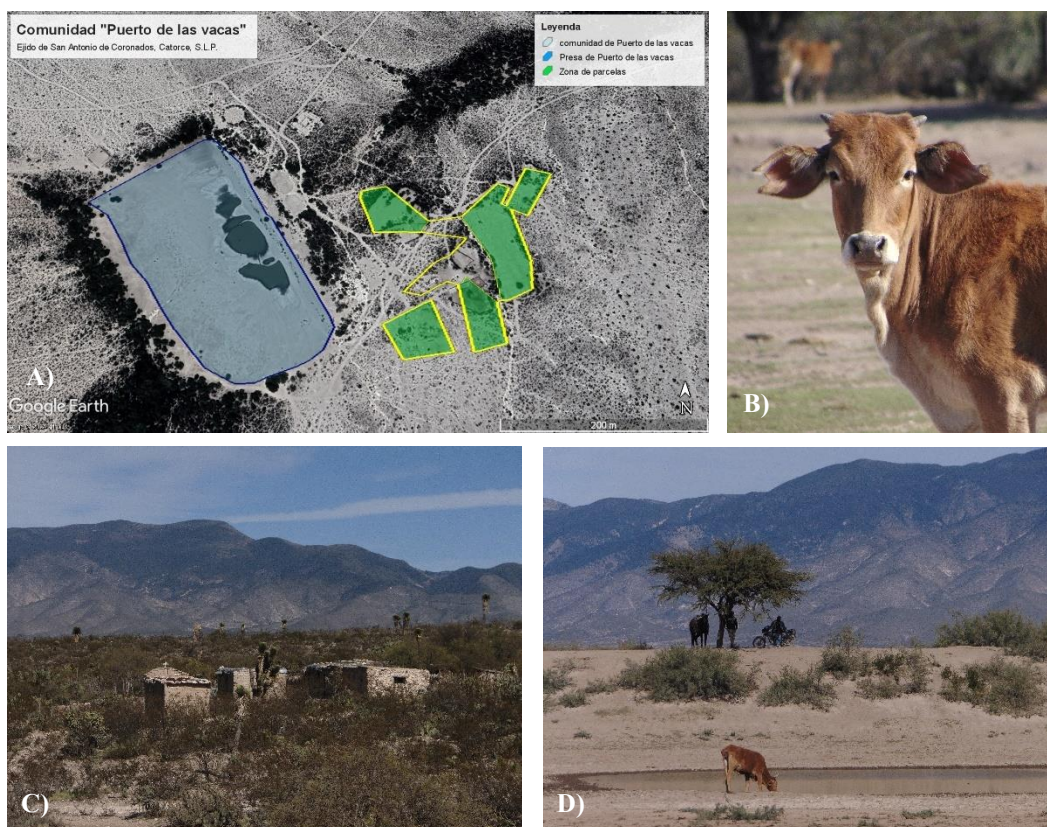 Comunidad "Puerto de las vacas"
Ejido de San Antonio de Coronados, Catorce, S.L.P.
Leyenda
comunidad de Puerto de las vacas
Presa de Puerto de las vacas
Zona de parcelas
A)
Google Earth
N
200 m
B)
C)
D)